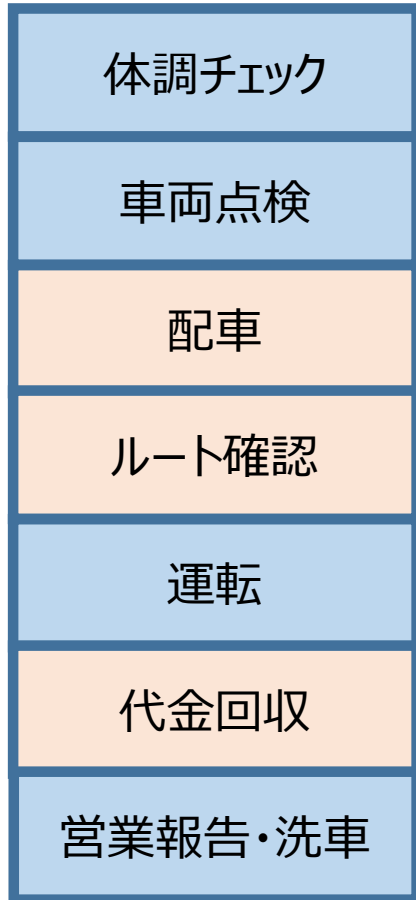 体調チェック
車両点検
配車
ルート確認
運転
代金回収
営業報告・洗車